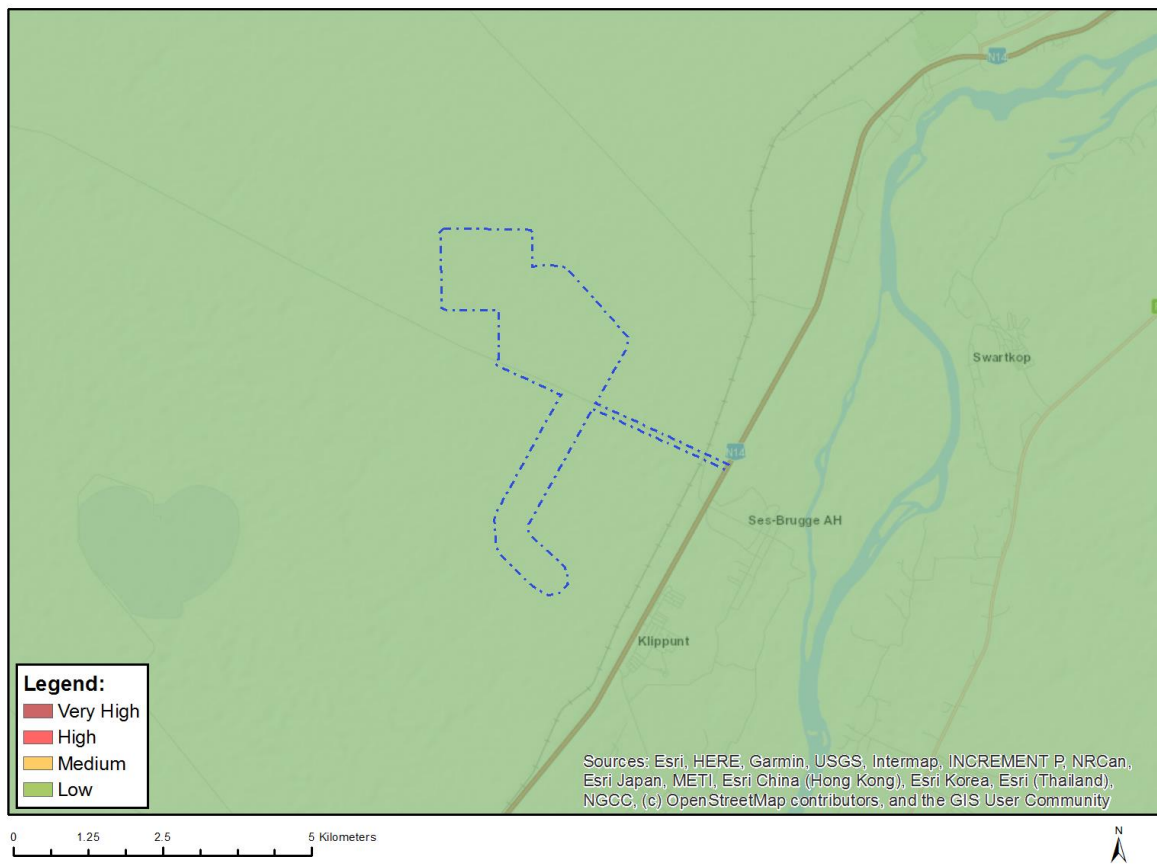 N14
Swartkop
N14
Ses-Brugge AH
Klippunt
Legend:
Very High
High
Medium
Low
Sources: Esri, HERE, Garmin, USGS, Intermap, INCREMENT P, NRCan,
Esri Japan, METI, Esri China (Hong Kong), Esri Korea, Esri (Thailand),
NGCC, (c) OpenStreetMap contributors, and the GIS User Community
0 1.25 2.5 5 Kilometers
N